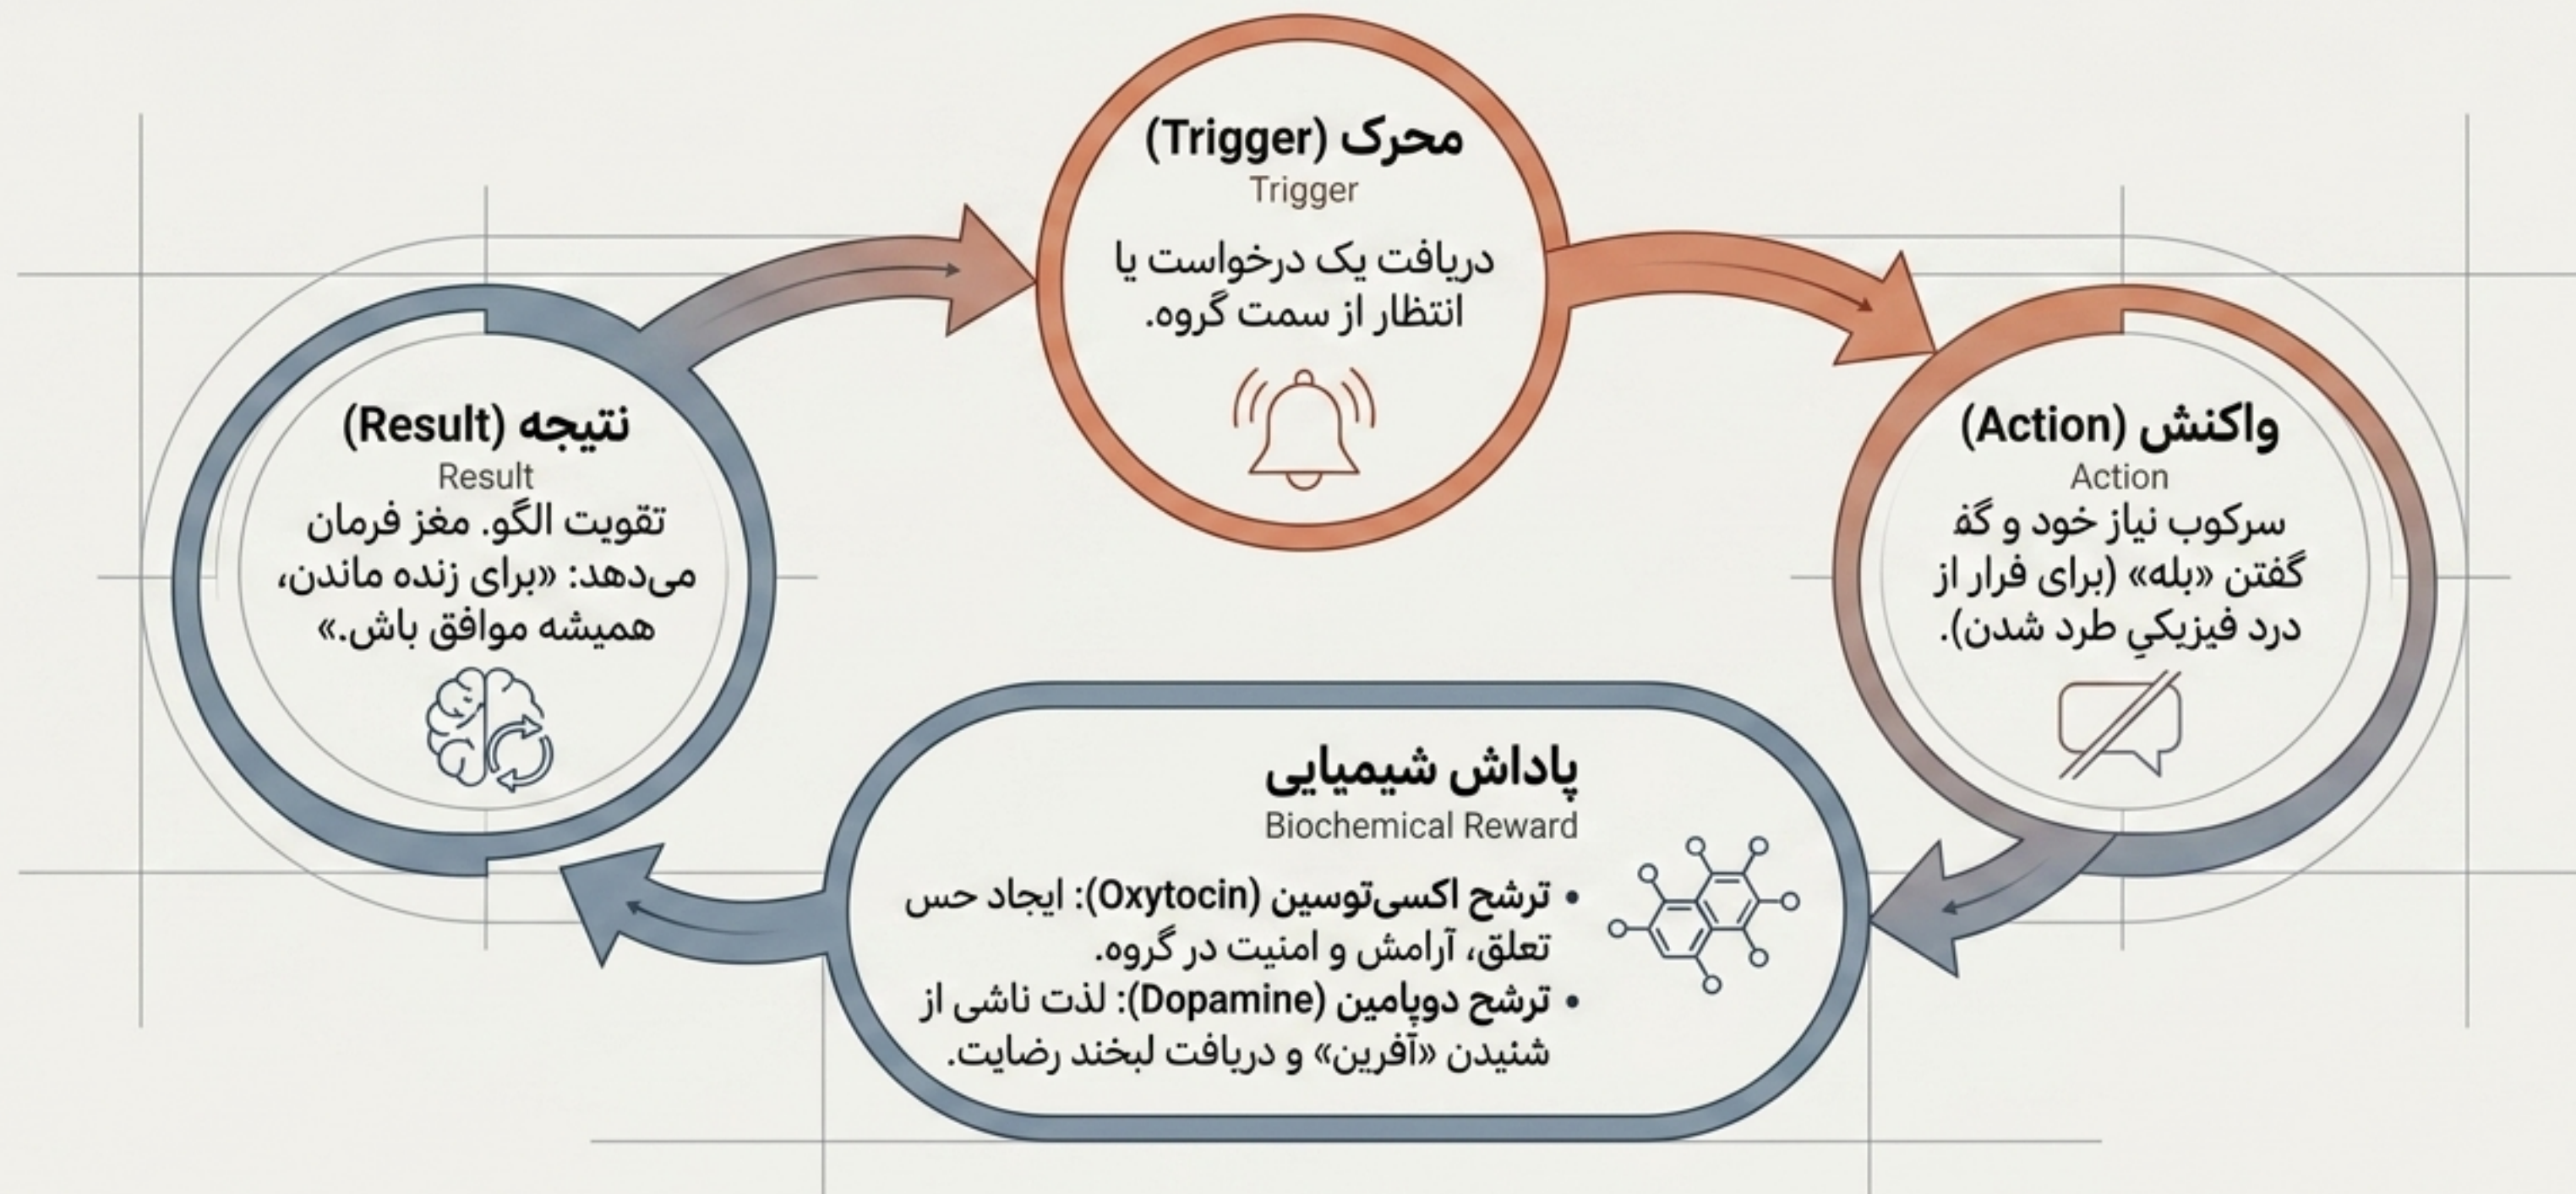 محرک (Trigger)
Trigger
دریافت یک درخواست یا
انتظار از سمت گروه.
واکنش (Action)
Action
سرکوب نیاز خود و گف
گفتن «بله» (برای فرار از
درد فیزیکیِ طرد شدن).
پاداش شیمیایی
Biochemical Reward
• ترشح اکسی‌توسین (Oxytocin): ایجاد حس
تعلق، آرامش و امنیت در گروه.
• ترشح دوپامین (Dopamine): لذت ناشی از
شنیدن «آفرین» و دریافت لبخند رضایت.
نتیجه (Result)
Result
تقویت الگو. مغز فرمان
می‌دهد: «برای زنده ماندن،
همیشه موافق باش.»